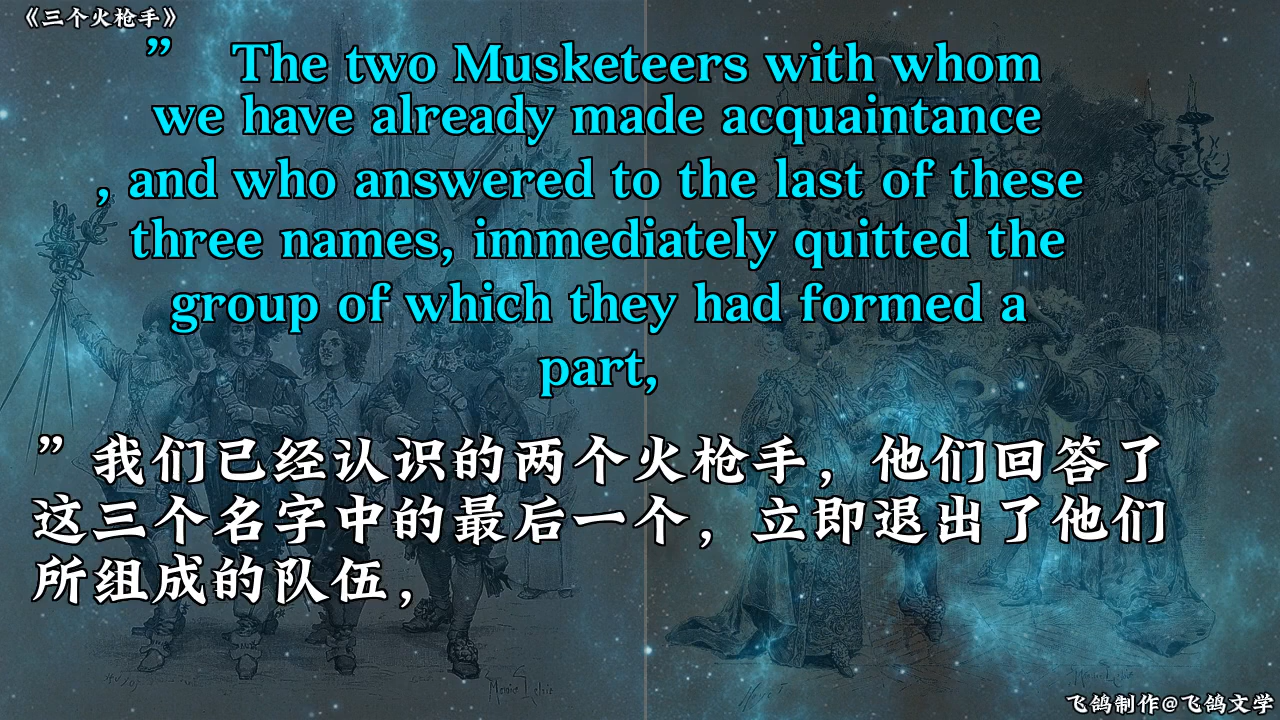 《三个火枪手》
” The two Musketeers with whom
we have already made acquaintance
, and who answered to the last of these
three names, immediately quitted the
group of which they had formed a
part,
”我们已经认识的两个火枪手，他们回答了
这三个名字中的最后一个，立即退出了他们
所组成的队伍，
Maurice Leloir
飞鸽制作@飞鸽文学